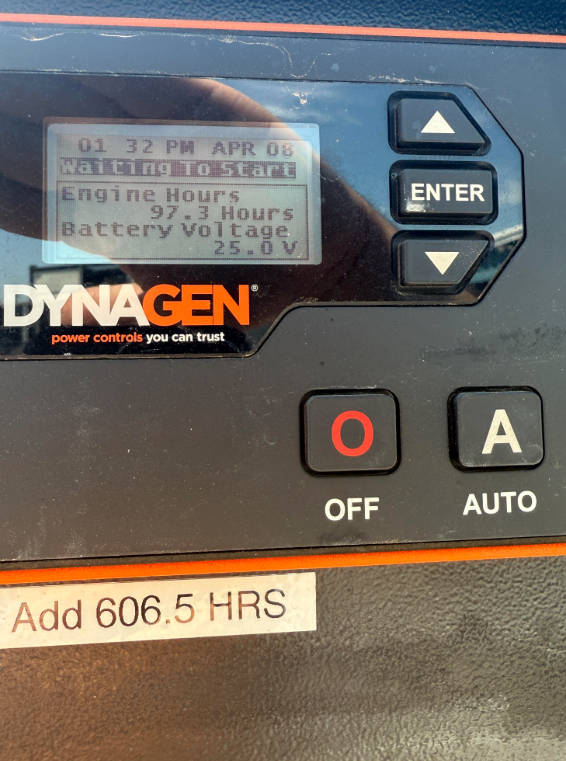 01 32 PM APR 08
Waiting To Start
Engine Hours
97.3 Hours
Battery Voltage
25.0 V
ENTER
DYNAGEN®
power controls you can trust
O
A
OFF
AUTO
Add 606.5 HRS